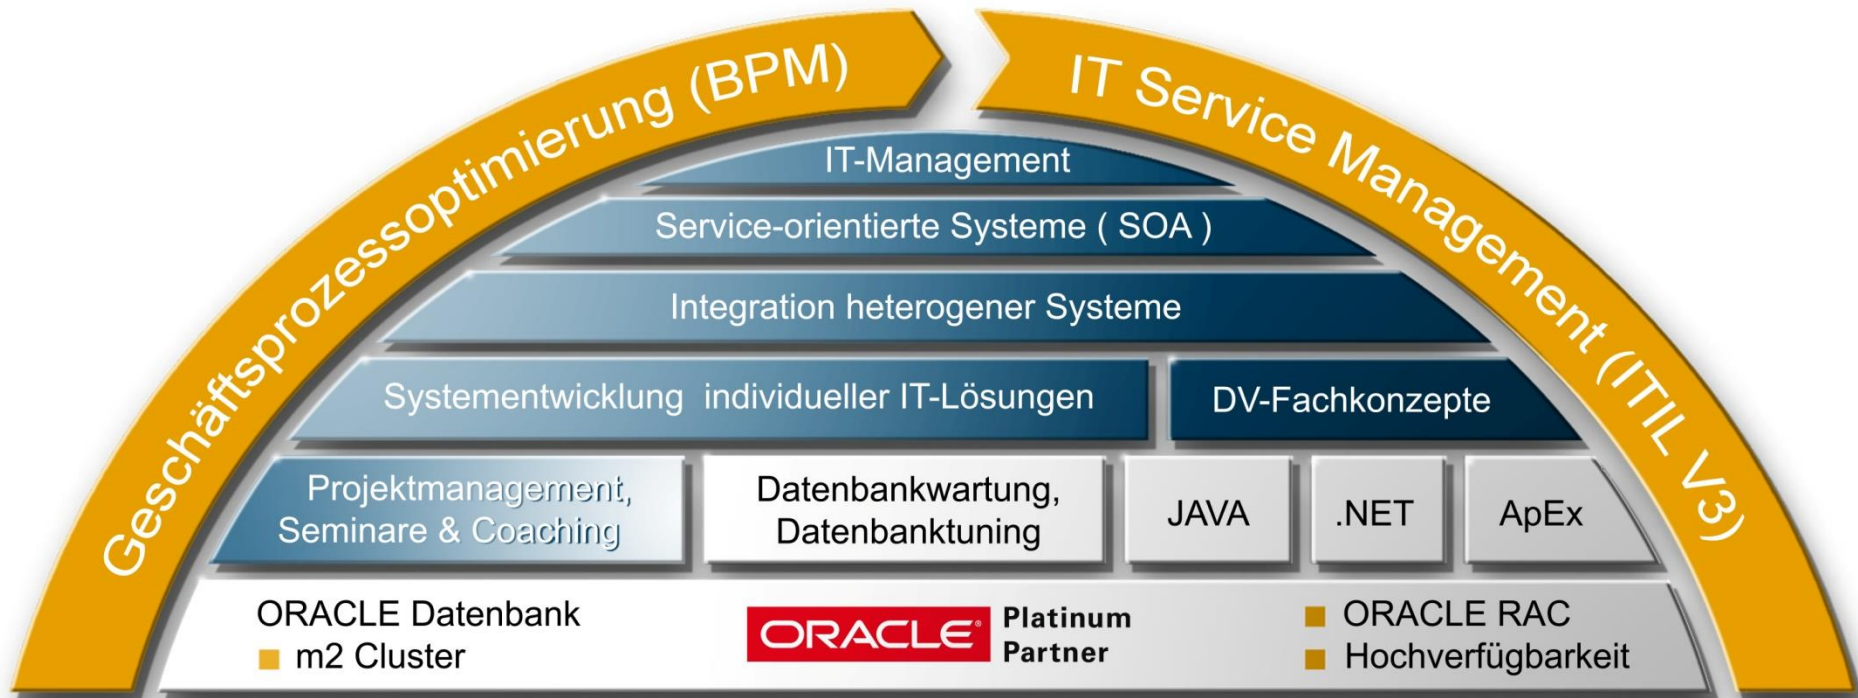 Geschäftsprozessoptimierung (BPM)
IT Service Management (ITIL V3)
IT-Management
Service-orientierte Systeme ( SOA )
Integration heterogener Systeme
Systementwicklung individueller IT-Lösungen
DV-Fachkonzepte
Projektmanagement,
Seminare & Coaching
Datenbankwartung,
Datenbanktuning
JAVA
.NET
ApEx
ORACLE Datenbank
m2 Cluster
ORACLE®
Platinum
Partner
ORACLE RAC
Hochverfügbarkeit